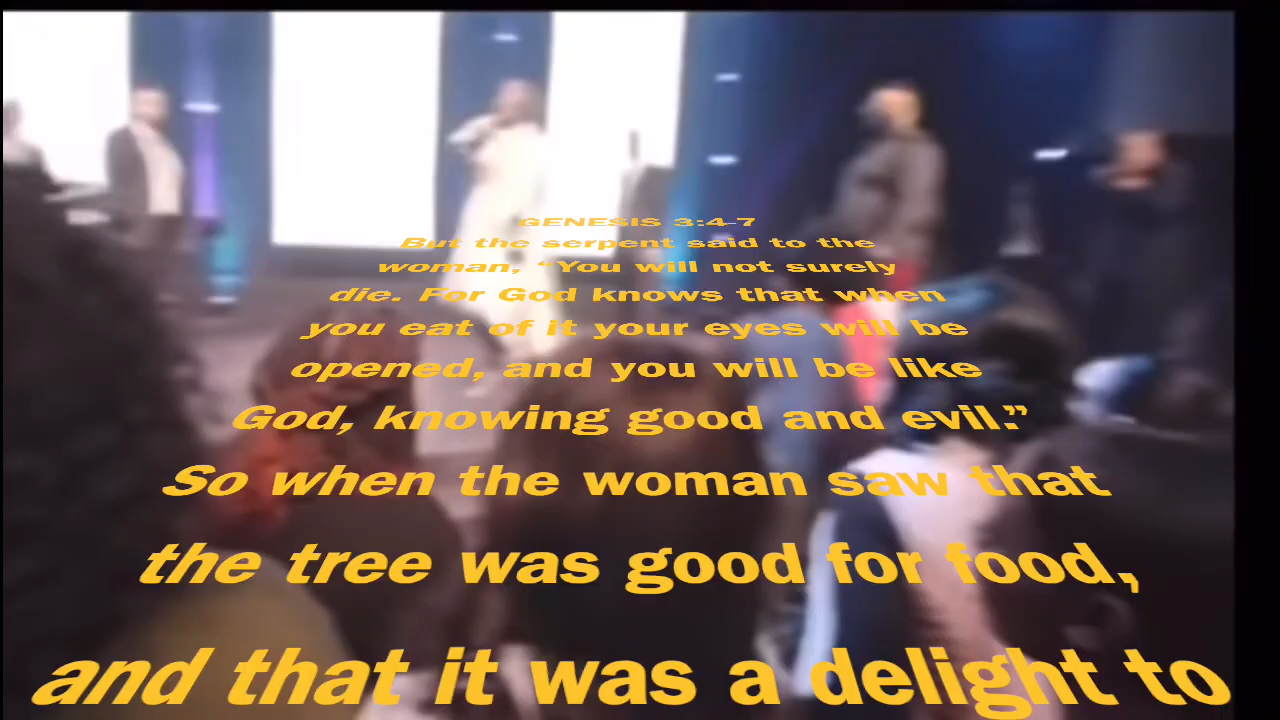 GENESIS 3:4-7
But the serpent said to the
woman, “You will not surely
die. For God knows that when
you eat of it your eyes will be
opened, and you will be like
God, knowing good and evil.”
So when the woman saw that
the tree was good for food,
and that it was a delight to